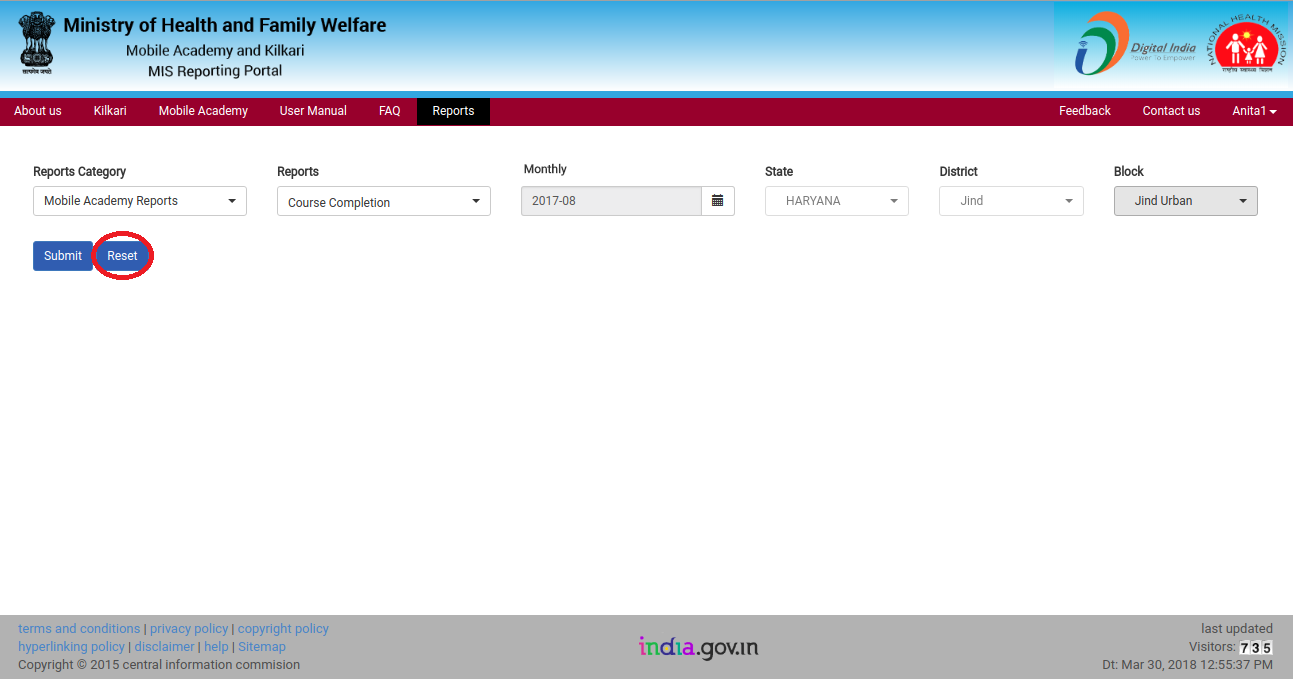 Ministry of Health and Family Welfare
Mobile Academy and Kilkari
MIS Reporting Portal
सत्यमेव जयते
Digital India
Power To Empower
NATIONAL HEALTH MISSION
राष्ट्रीय स्वास्थ्य मिशन
About us Kilkari Mobile Academy User Manual FAQ Reports Feedback Contact us Anita1
Reports Category Reports Monthly State District Block
Mobile Academy Reports Course Completion 2017-08 HARYANA Jind Jind Urban
Submit Reset
terms and conditions | privacy policy | copyright policy
hyperlinking policy | disclaimer | help | Sitemap
Copyright © 2015 central information commision
india.gov.in
last updated
Visitors: 735
Dt: Mar 30, 2018 12:55:37 PM